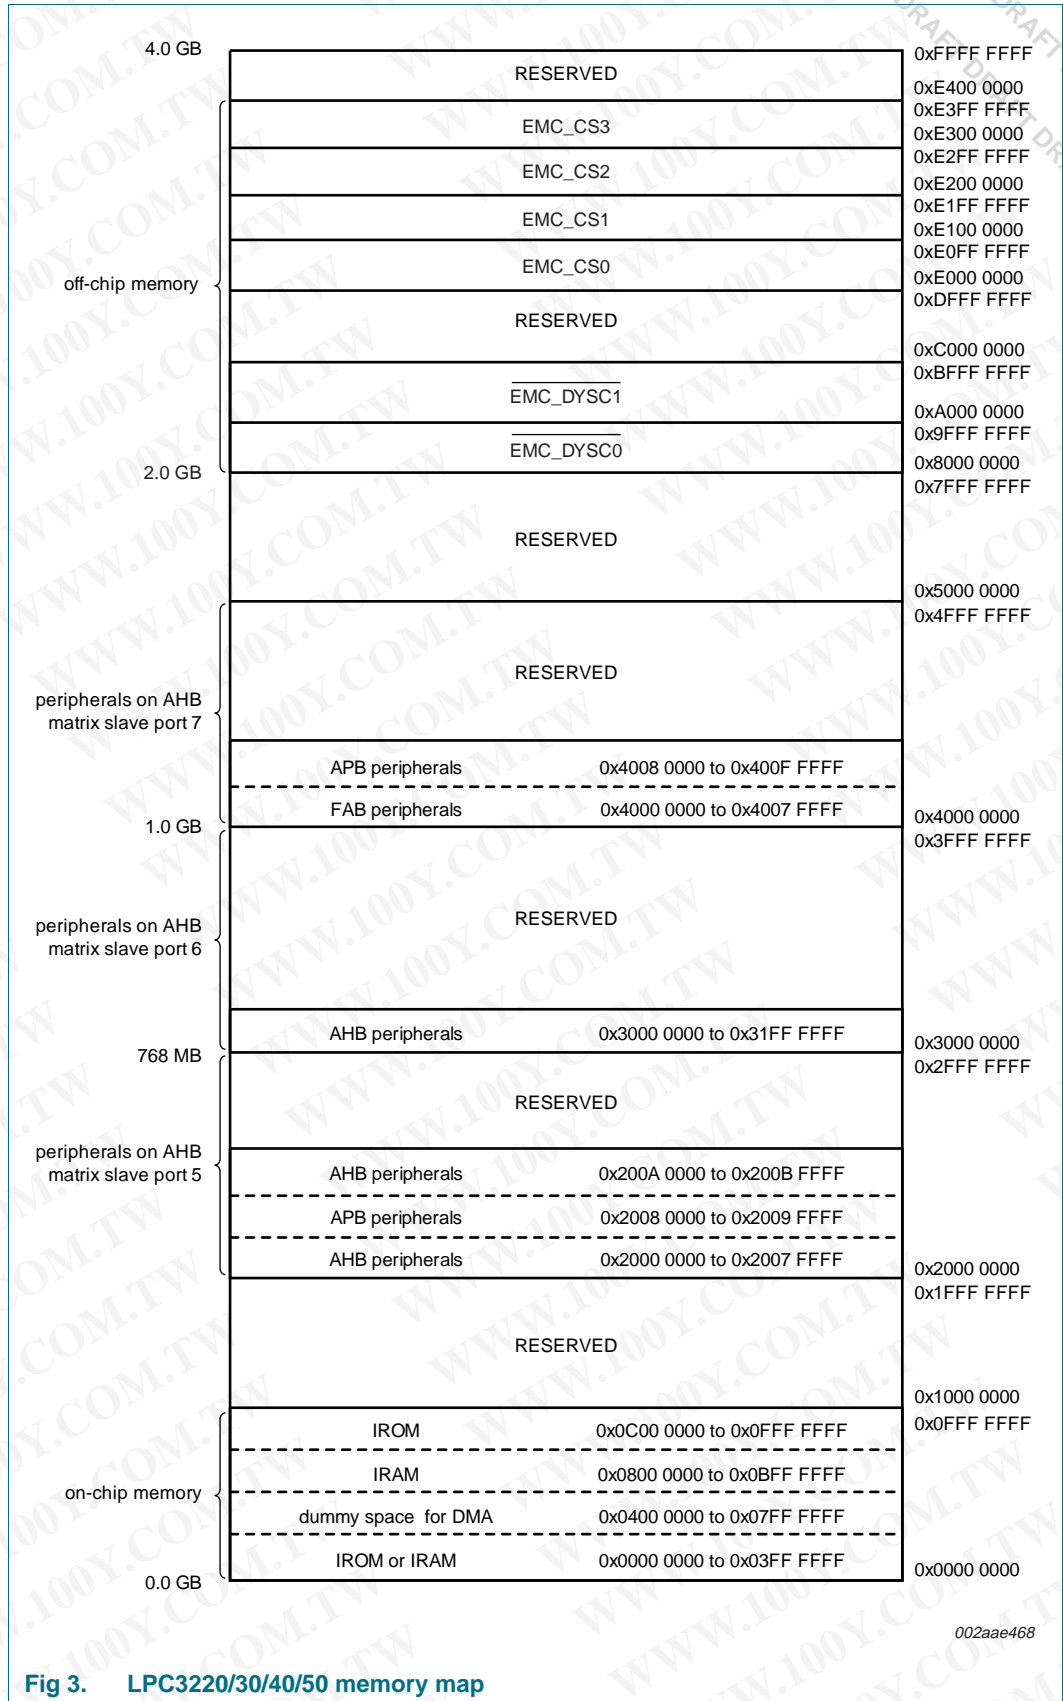 4.0 GB
0xFFFF FFFF
RESERVED
0xE400 0000
0xE3FF FFFF
EMC_CS3
0xE300 0000
0xE2FF FFFF
EMC_CS2
0xE200 0000
0xE1FF FFFF
EMC_CS1
0xE100 0000
0xE0FF FFFF
EMC_CS0
off-chip memory
0xE000 0000
0xDFFF FFFF
RESERVED
0xC000 0000
0xBFFF FFFF
EMC_DYSC1
0xA000 0000
0x9FFF FFFF
EMC_DYSC0
2.0 GB
0x8000 0000
0x7FFF FFFF
RESERVED
0x5000 0000
0x4FFF FFFF
RESERVED
peripherals on AHB
matrix slave port 7
APB peripherals 0x4008 0000 to 0x400F FFFF
FAB peripherals 0x4000 0000 to 0x4007 FFFF
1.0 GB
0x4000 0000
0x3FFF FFFF
RESERVED
peripherals on AHB
matrix slave port 6
AHB peripherals 0x3000 0000 to 0x31FF FFFF
768 MB
0x3000 0000
0x2FFF FFFF
RESERVED
peripherals on AHB
matrix slave port 5
AHB peripherals 0x200A 0000 to 0x200B FFFF
APB peripherals 0x2008 0000 to 0x2009 FFFF
AHB peripherals 0x2000 0000 to 0x2007 FFFF
0x2000 0000
0x1FFF FFFF
RESERVED
0x1000 0000
0x0FFF FFFF
IROM 0x0C00 0000 to 0x0FFF FFFF
IRAM 0x0800 0000 to 0x0BFF FFFF
on-chip memory
dummy space for DMA 0x0400 0000 to 0x07FF FFFF
IROM or IRAM 0x0000 0000 to 0x03FF FFFF
0.0 GB
0x0000 0000
002aae468
Fig 3. LPC3220/30/40/50 memory map
WWW.100Y.COM.TW
DRAFT